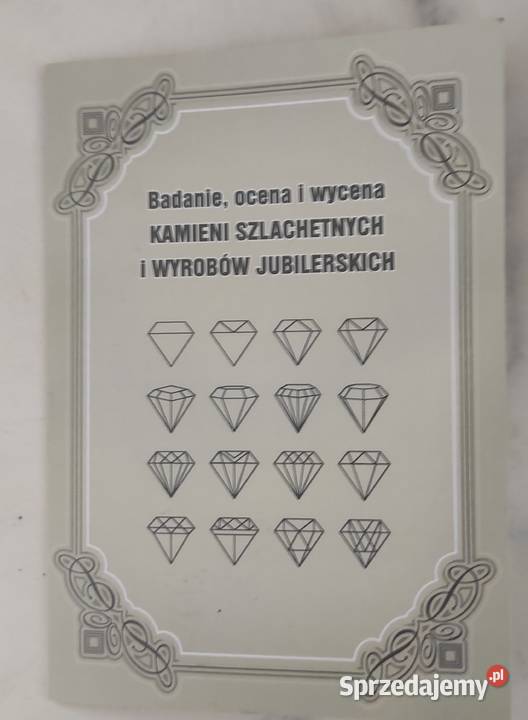 Badanie, ocena i wycena
KAMIENI SZLACHETNYCH
i WYROBÓW JUBILERSKICH
Sprzedajemy.pl